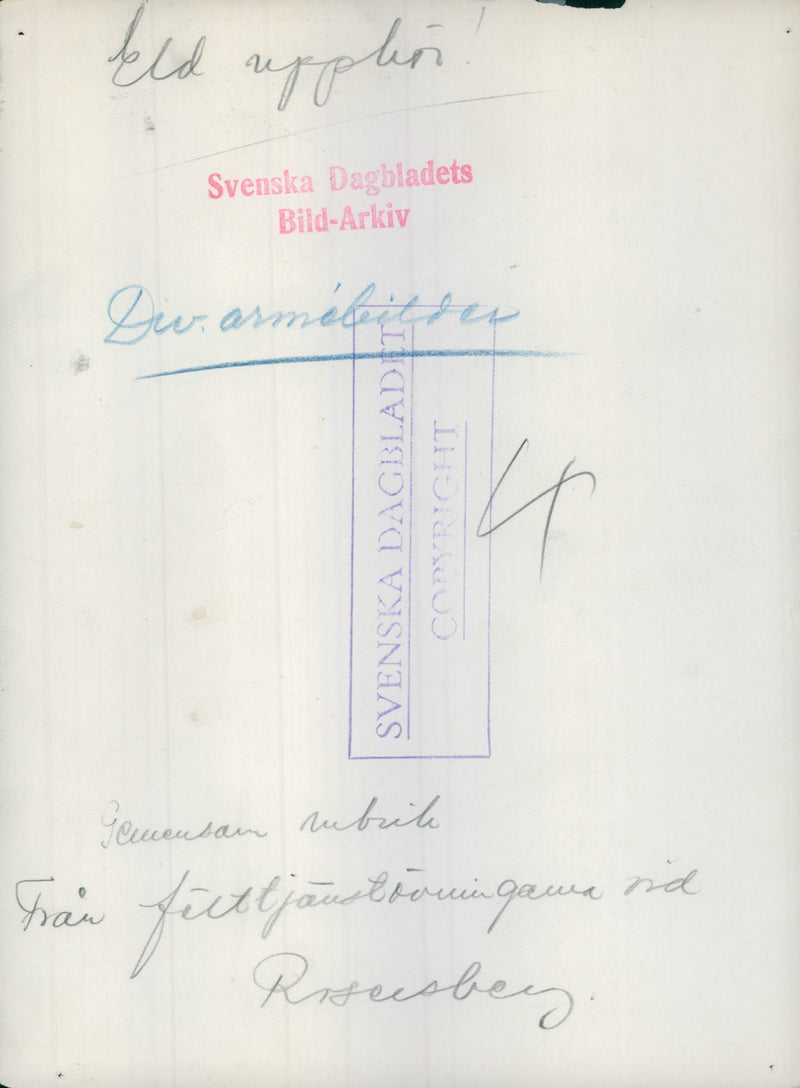 Eld upphör!
Svenska Dagbladets
Bild-Arkiv
Div. armébilder
SVENSKA DAGBLADET
COPYRIGHT
4
Gemensam rubrik
Från fälttjänstövningarna vid
Rosersberg.